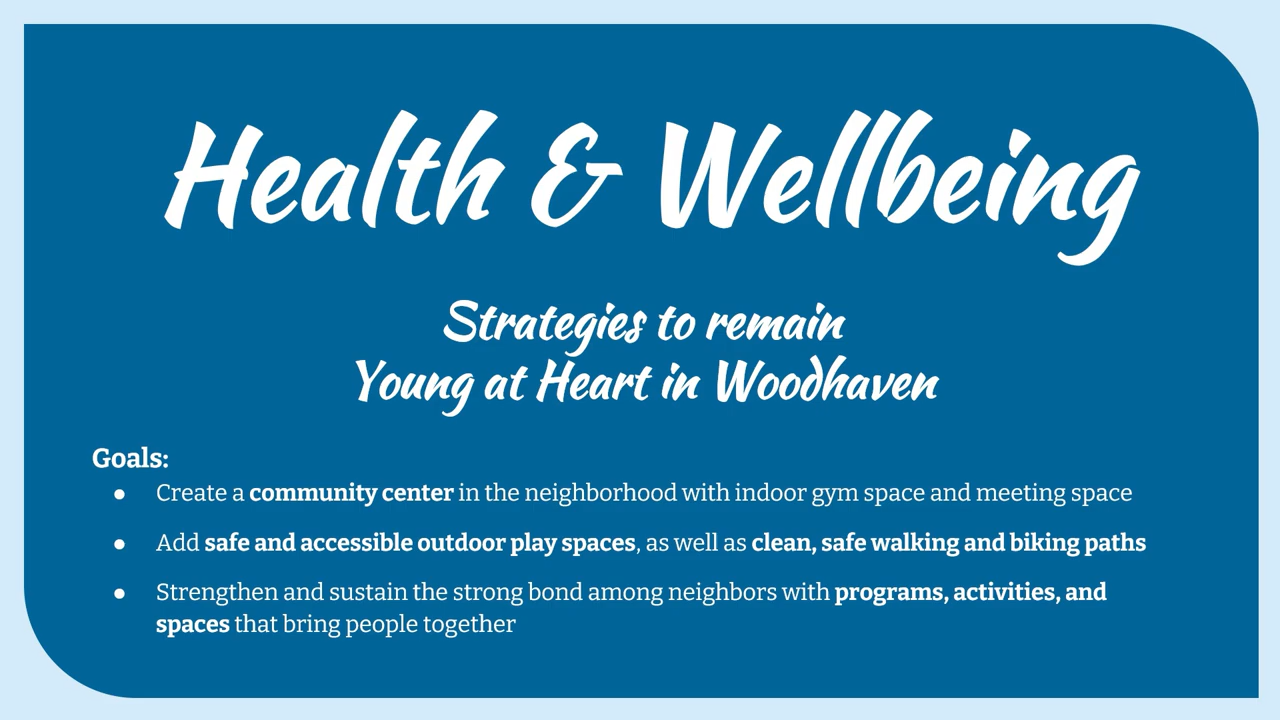 Health & Wellbeing
Strategies to remain
Young at Heart in Woodhaven
Goals:
● Create a community center in the neighborhood with indoor gym space and meeting space
● Add safe and accessible outdoor play spaces, as well as clean, safe walking and biking paths
● Strengthen and sustain the strong bond among neighbors with programs, activities, and
spaces that bring people together